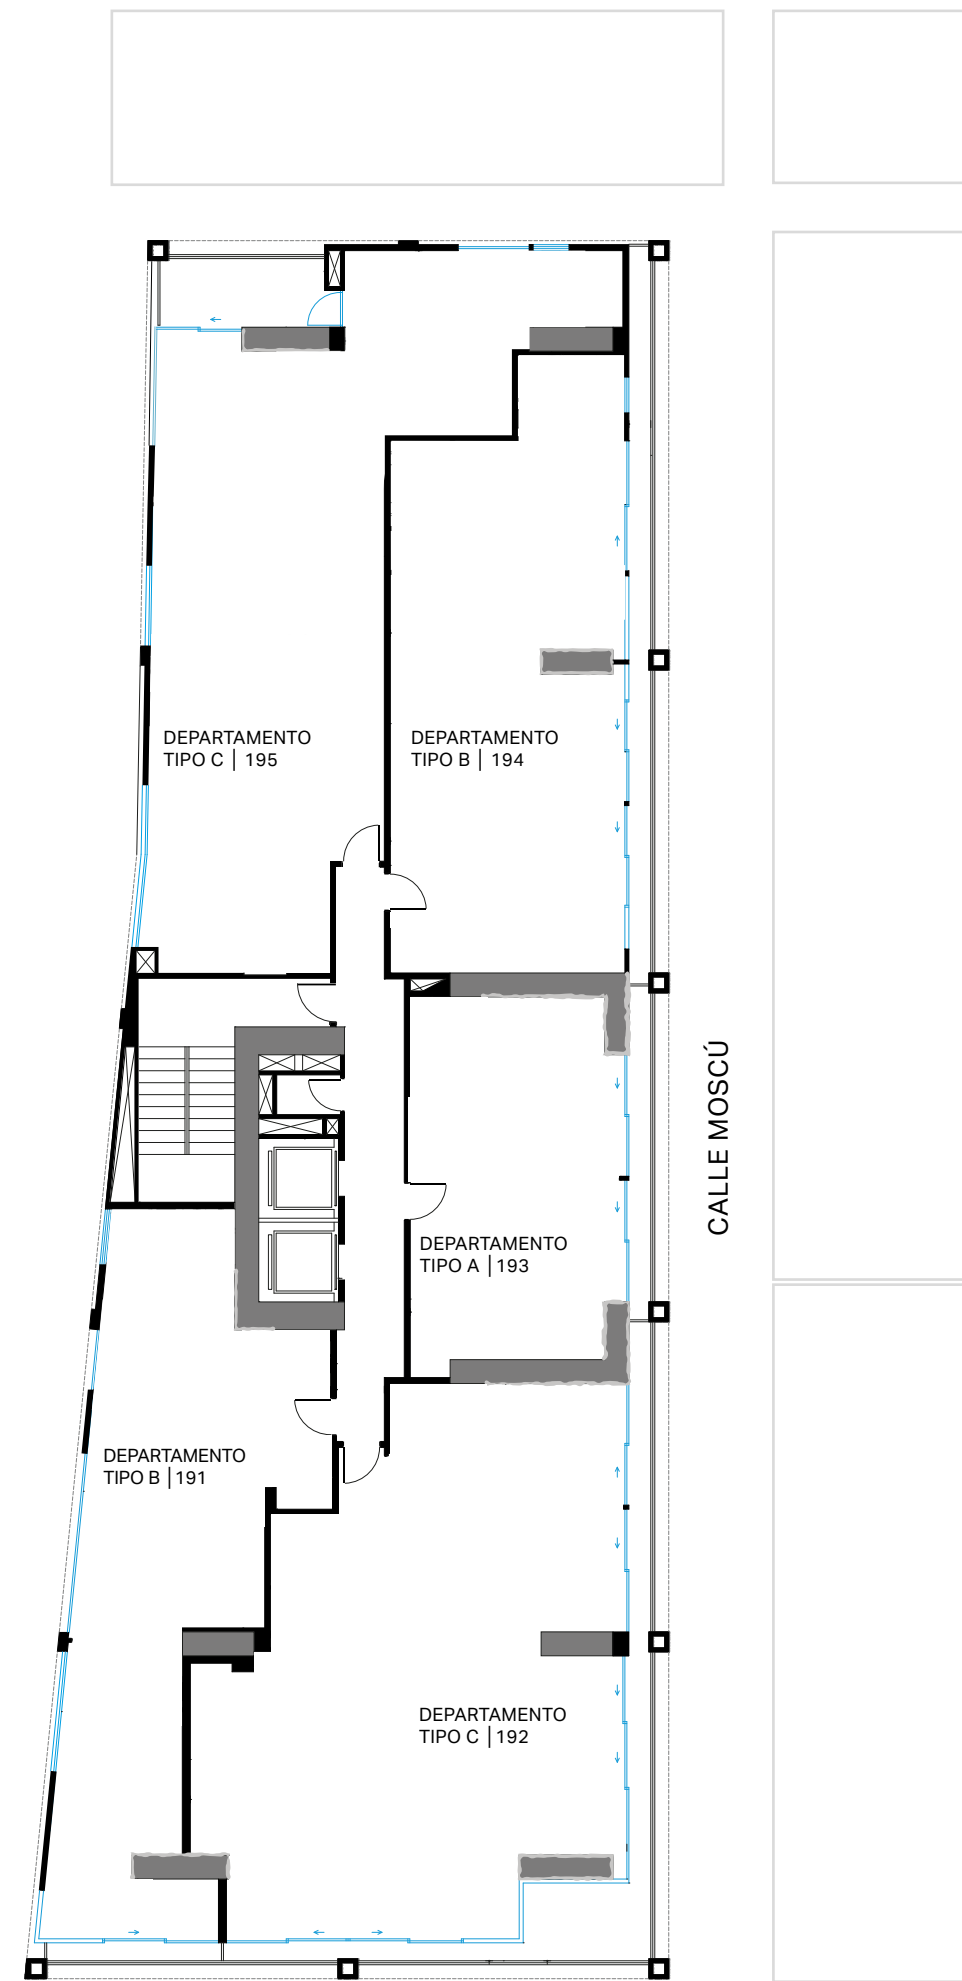 DEPARTAMENTO
TIPO C | 195
DEPARTAMENTO
TIPO B | 194
CALLE MOSCÚ
DEPARTAMENTO
TIPO A | 193
DEPARTAMENTO
TIPO B | 191
DEPARTAMENTO
TIPO C | 192